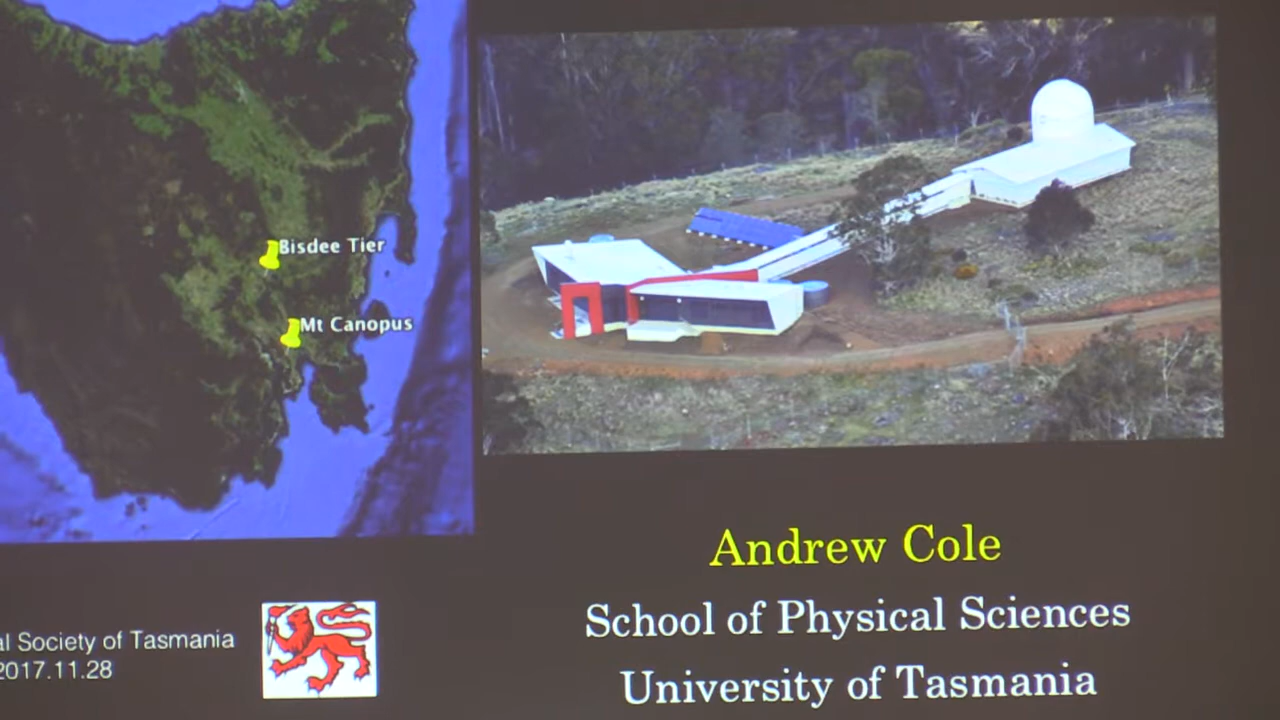 Bisdee Tier
Mt Canopus
Andrew Cole
School of Physical Sciences
University of Tasmania
Society of Tasmania
2017.11.28